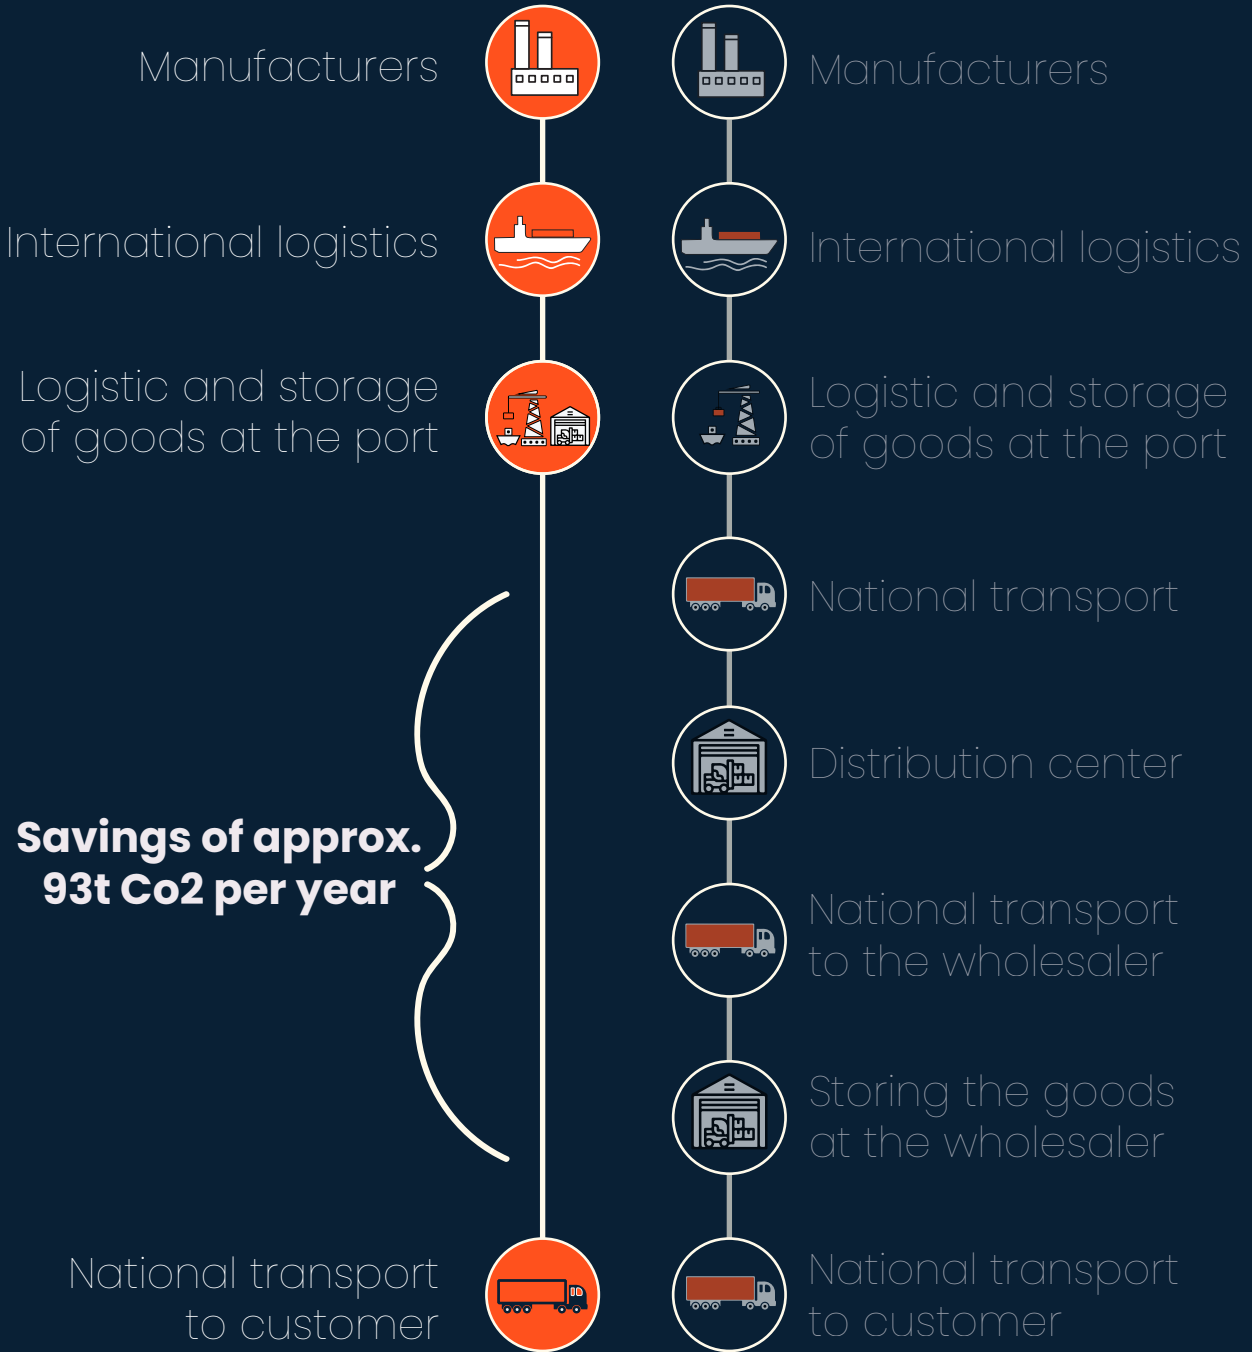 Manufacturers
International logistics
Logistic and storage
of goods at the port
Savings of approx.
93t Co2 per year
National transport
to customer
Manufacturers
International logistics
Logistic and storage
of goods at the port
National transport
Distribution center
National transport
to the wholesaler
Storing the goods
at the wholesaler
National transport
to customer